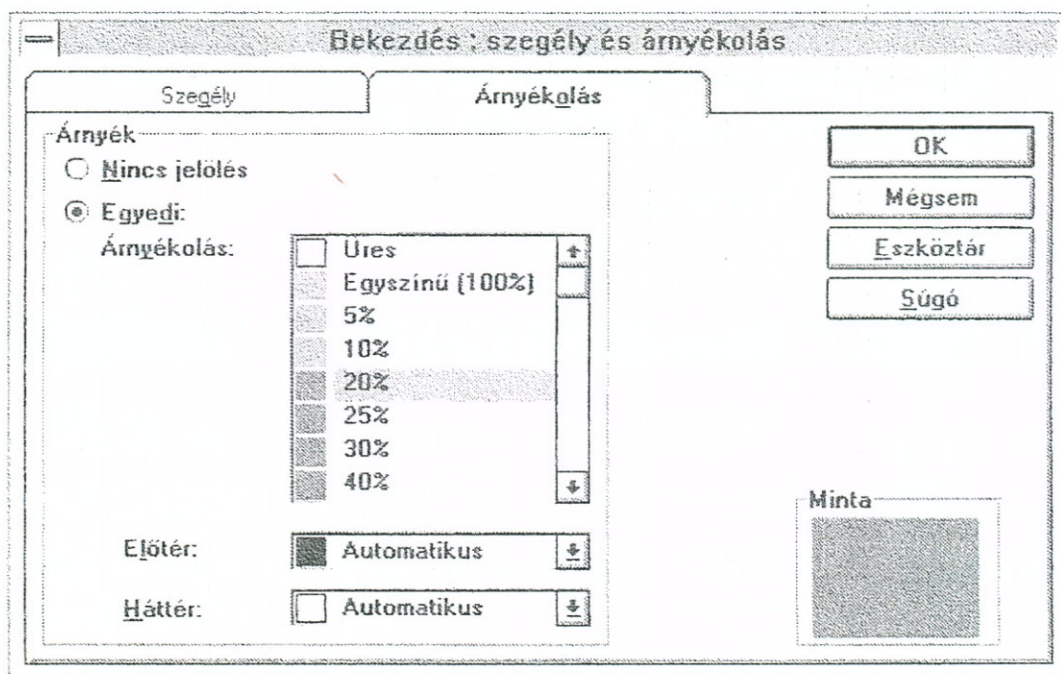 Bekezdés : szegély és árnyékolás
Szegély
Árnyékolás
Árnyék
Nincs jelölés
Egyedi:
Árnyékolás:
Üres
Egyszínű (100%)
5%
10%
20%
25%
30%
40%
Előtér:
Automatikus
Háttér:
Automatikus
OK
Mégsem
Eszköztár
Súgó
Minta